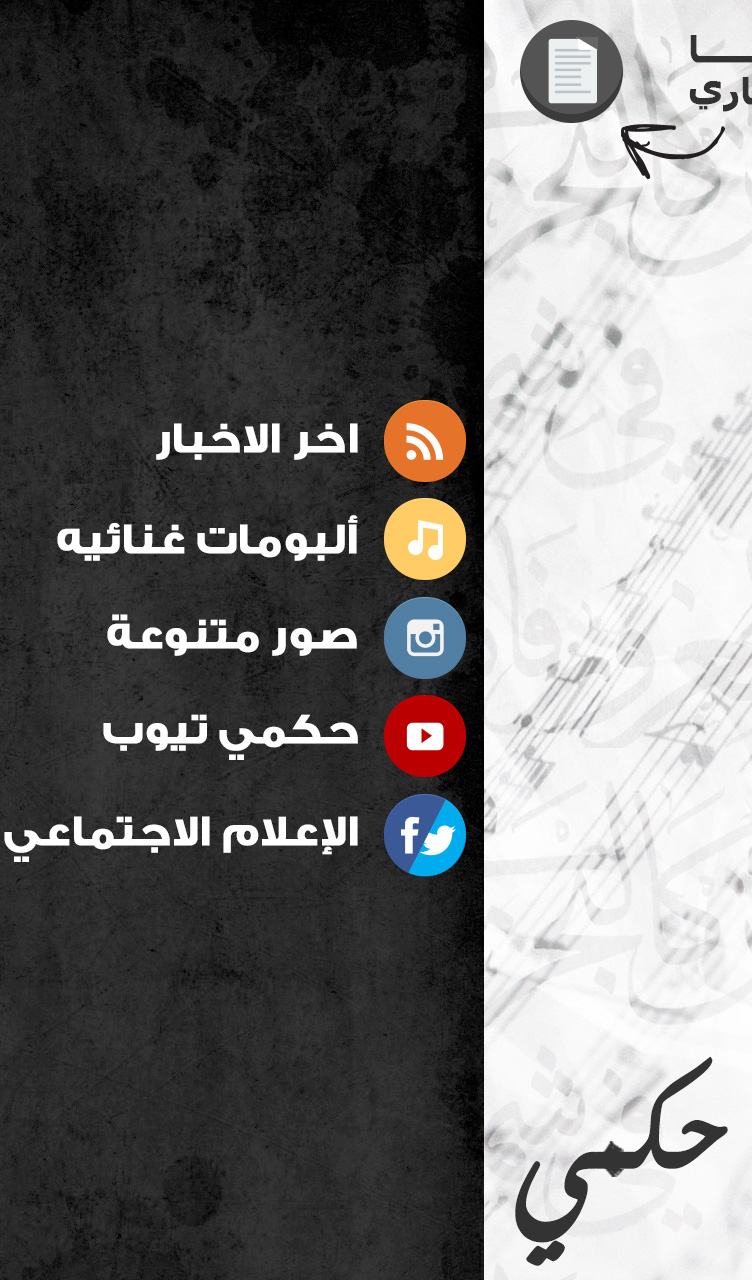 اخر الاخبار
ألبومات غنائيه
صور متنوعة
حكمي تيوب
الإعلام الاجتماعي
حكمي